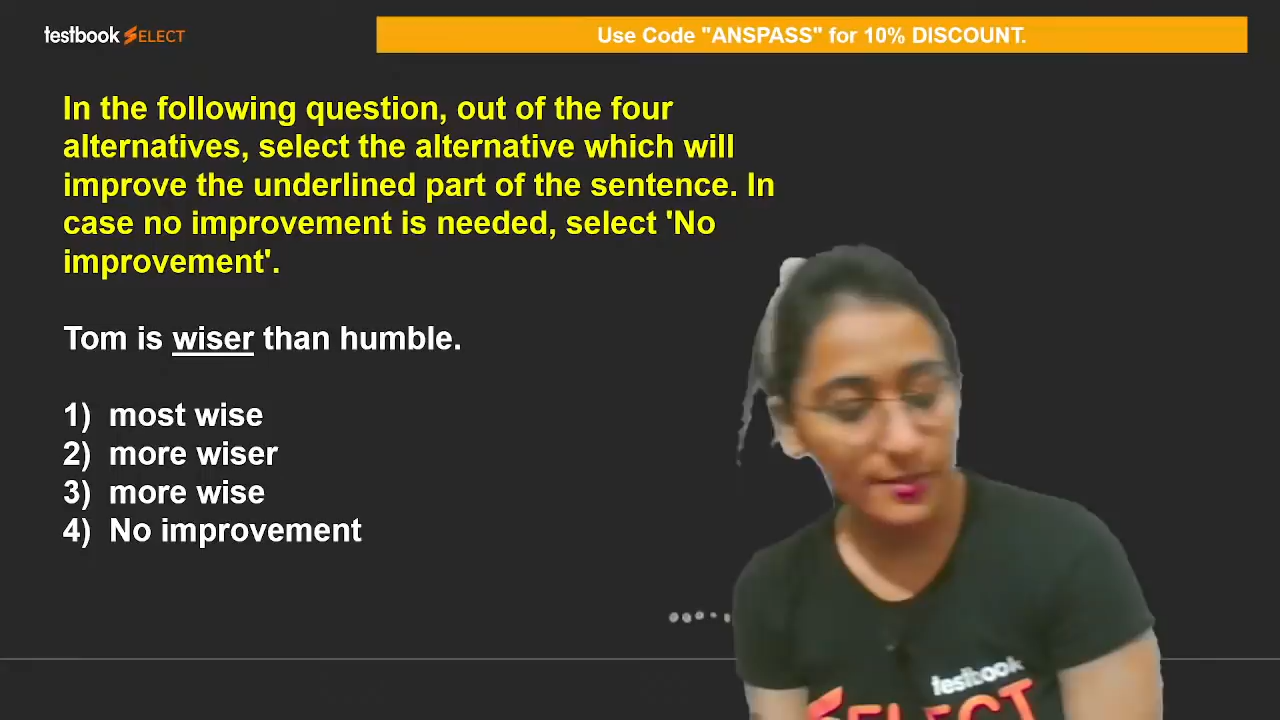 testbook SELECT
Use Code "ANSPASS" for 10% DISCOUNT.
In the following question, out of the four
alternatives, select the alternative which will
improve the underlined part of the sentence. In
case no improvement is needed, select 'No
improvement'.
Tom is wiser than humble.
1) most wise
2) more wiser
3) more wise
4) No improvement
testbook
SELECT